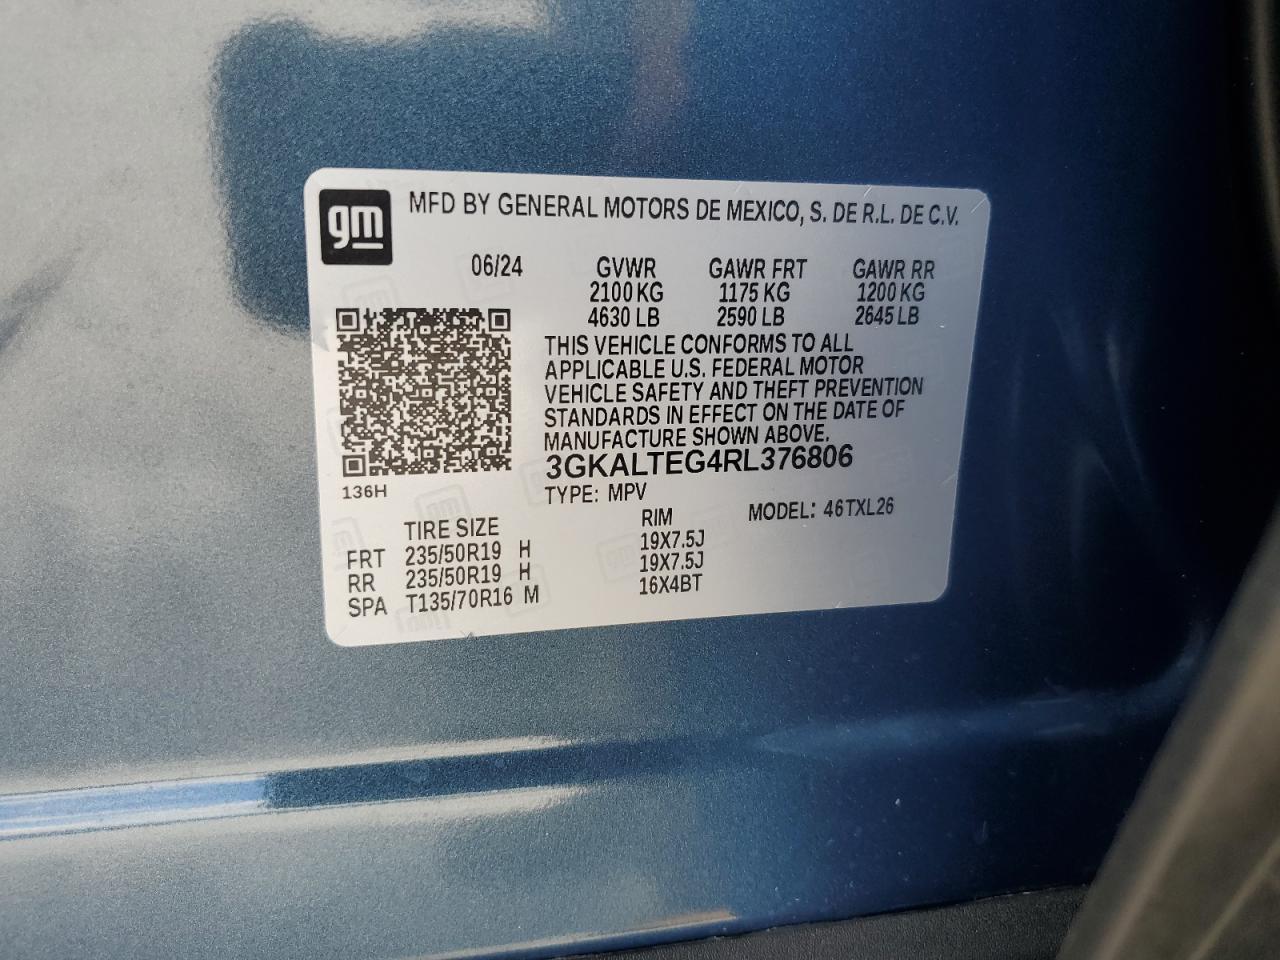 gm
MFD BY GENERAL MOTORS DE MEXICO, S. DE R.L. DE C.V.
06/24 GVWR GAWR FRT GAWR RR
2100 KG 1175 KG 1200 KG
4630 LB 2590 LB 2645 LB
THIS VEHICLE CONFORMS TO ALL
APPLICABLE U.S. FEDERAL MOTOR
VEHICLE SAFETY AND THEFT PREVENTION
STANDARDS IN EFFECT ON THE DATE OF
MANUFACTURE SHOWN ABOVE.
3GKALTEG4RL376806
136H
TYPE: MPV MODEL: 46TXL26
TIRE SIZE RIM
FRT 235/50R19 H 19X7.5J
RR 235/50R19 H 19X7.5J
SPA T135/70R16 M 16X4BT